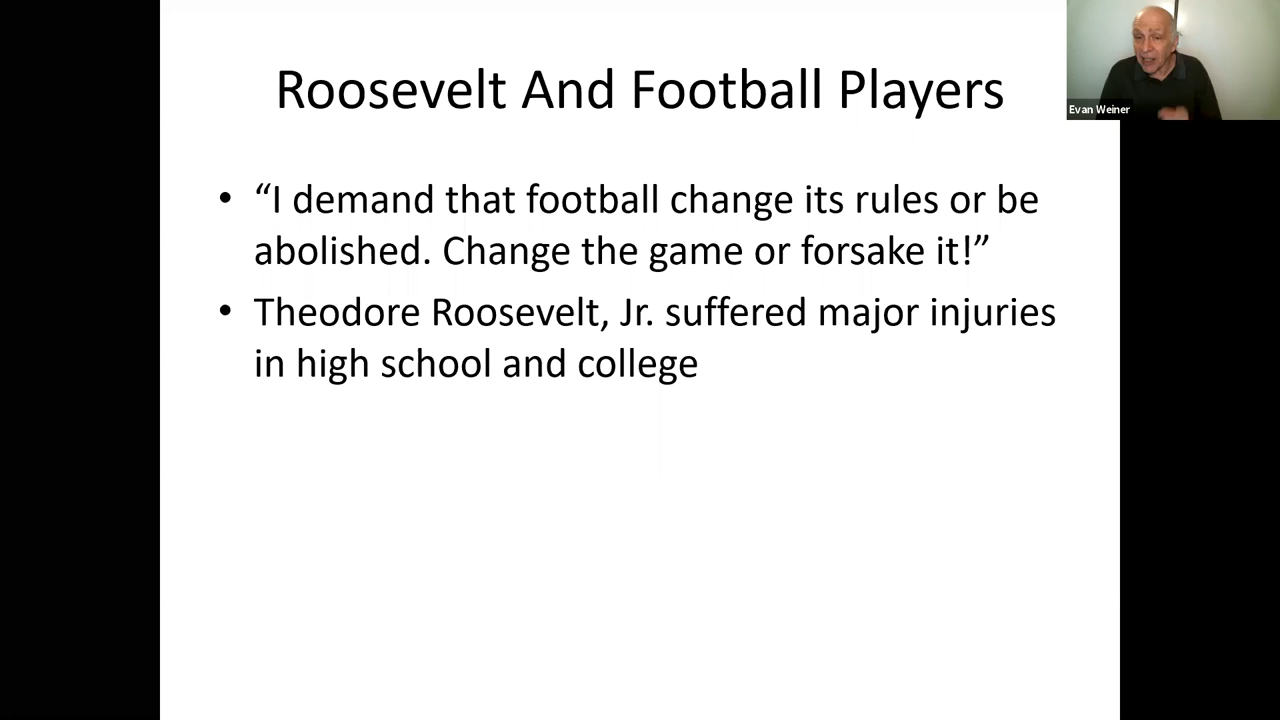 Roosevelt And Football Players
Evan Weiner
• “I demand that football change its rules or be
abolished. Change the game or forsake it!”
• Theodore Roosevelt, Jr. suffered major injuries
in high school and college